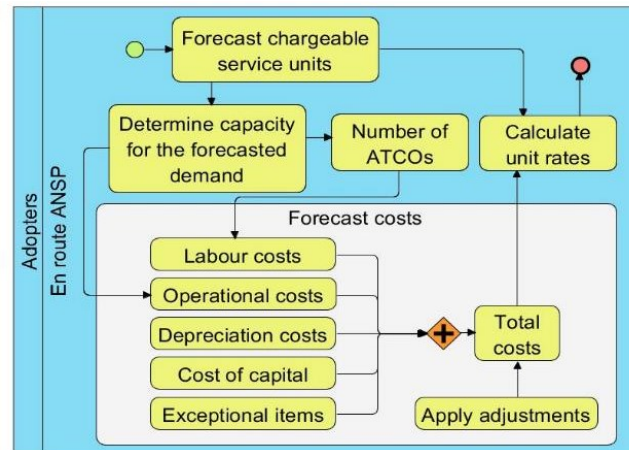 Adopters
En route ANSP
Forecast chargeable
service units
Determine capacity
for the forecasted
demand
Number of
ATCOs
Calculate
unit rates
Forecast costs
Labour costs
Operational costs
Depreciation costs
Cost of capital
Exceptional items
Total
costs
Apply adjustments